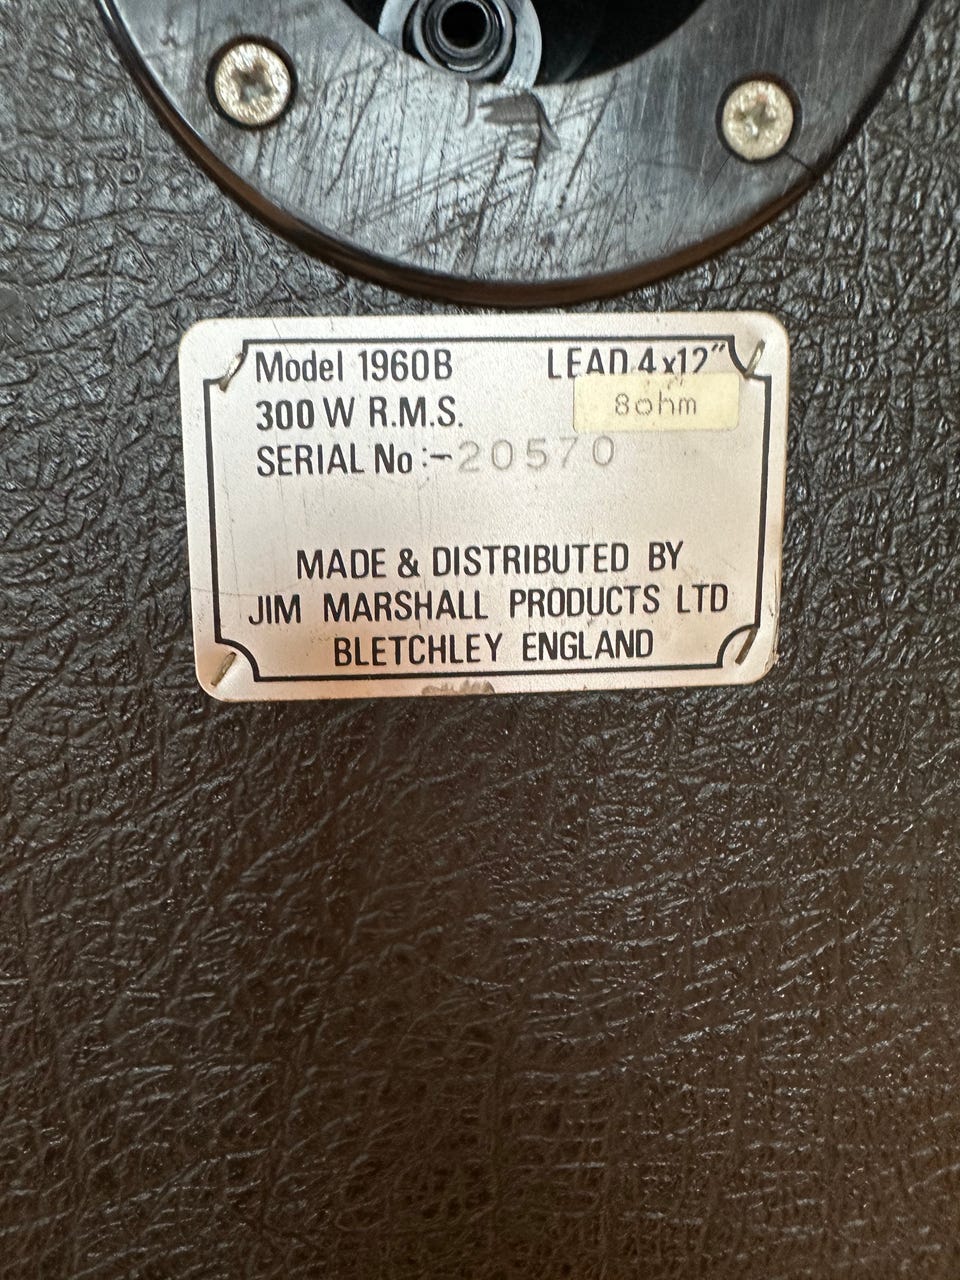 Model 1960B LEAD 4x12"
8ohm
300 W R.M.S.
SERIAL No :- 20570
MADE & DISTRIBUTED BY
JIM MARSHALL PRODUCTS LTD
BLETCHLEY ENGLAND